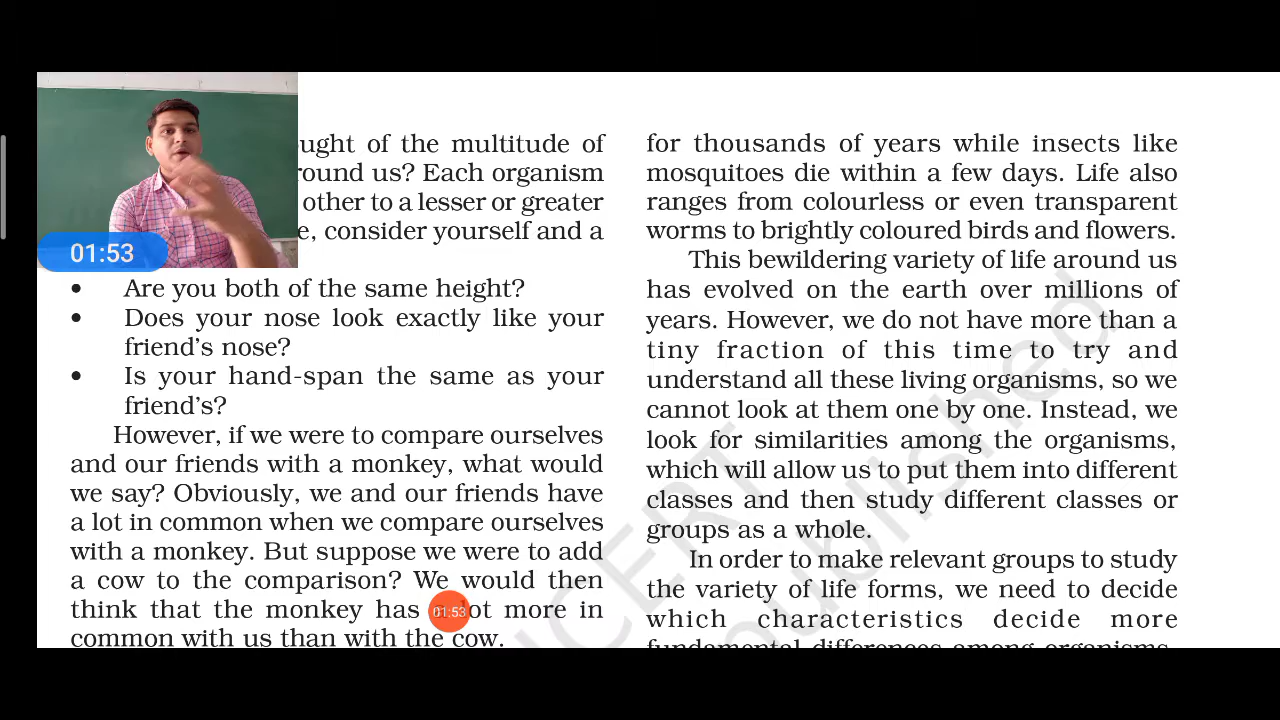 ught of the multitude of
round us? Each organism
other to a lesser or greater
e, consider yourself and a
01:53
• Are you both of the same height?
• Does your nose look exactly like your
friend's nose?
• Is your hand-span the same as your
friend's?
However, if we were to compare ourselves
and our friends with a monkey, what would
we say? Obviously, we and our friends have
a lot in common when we compare ourselves
with a monkey. But suppose we were to add
a cow to the comparison? We would then
think that the monkey has lot more in
01:53
common with us than with the cow.
for thousands of years while insects like
mosquitoes die within a few days. Life also
ranges from colourless or even transparent
worms to brightly coloured birds and flowers.
This bewildering variety of life around us
has evolved on the earth over millions of
years. However, we do not have more than a
tiny fraction of this time to try and
understand all these living organisms, so we
cannot look at them one by one. Instead, we
look for similarities among the organisms,
which will allow us to put them into different
classes and then study different classes or
groups as a whole.
In order to make relevant groups to study
the variety of life forms, we need to decide
which characteristics decide more
fundamental differences among organisms.
NCERT
published